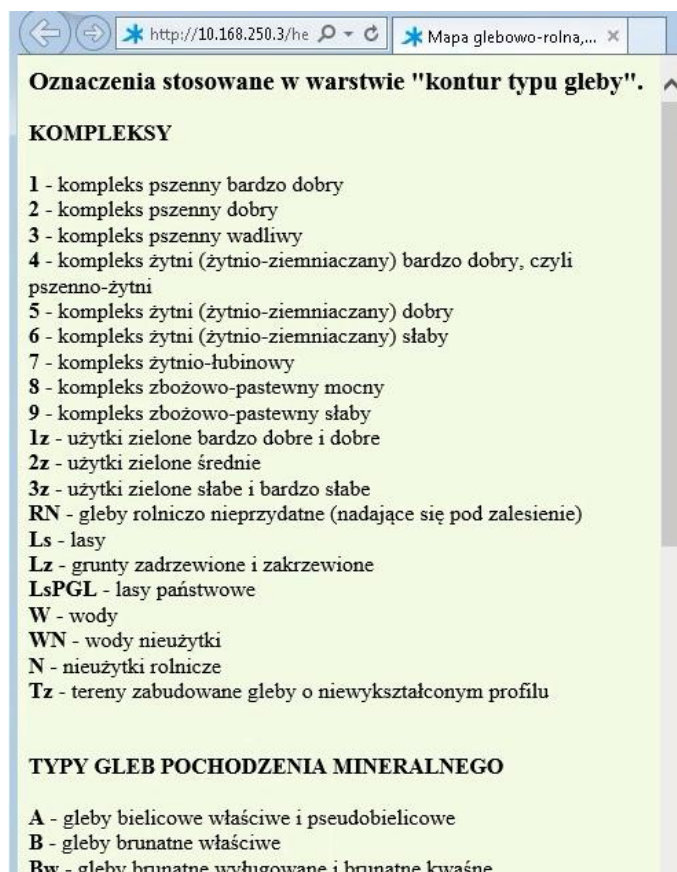 http://10.168.250.3/he
Mapa glebowo-rolna,...
Oznaczenia stosowane w warstwie "kontur typu gleby".
KOMPLEKSY
1 - kompleks pszenny bardzo dobry
2 - kompleks pszenny dobry
3 - kompleks pszenny wadliwy
4 - kompleks żytni (żytnio-ziemniaczany) bardzo dobry, czyli
pszenno-żytni
5 - kompleks żytni (żytnio-ziemniaczany) dobry
6 - kompleks żytni (żytnio-ziemniaczany) słaby
7 - kompleks żytnio-łubinowy
8 - kompleks zbożowo-pastewny mocny
9 - kompleks zbożowo-pastewny słaby
1z - użytki zielone bardzo dobre i dobre
2z - użytki zielone średnie
3z - użytki zielone słabe i bardzo słabe
RN - gleby rolniczo nieprzydatne (nadające się pod zalesienie)
Ls - lasy
Lz - grunty zadrzewione i zakrzewione
LsPGL - lasy państwowe
W - wody
WN - wody nieużytki
N - nieużytki rolnicze
Tz - tereny zabudowane gleby o niewykształconym profilu
TYPY GLEB POCHODZENIA MINERALNEGO
A - gleby bielicowe właściwe i pseudobielicowe
B - gleby brunatne właściwe
Bw - gleby brunatne wyługowane i brunatne kwaśne